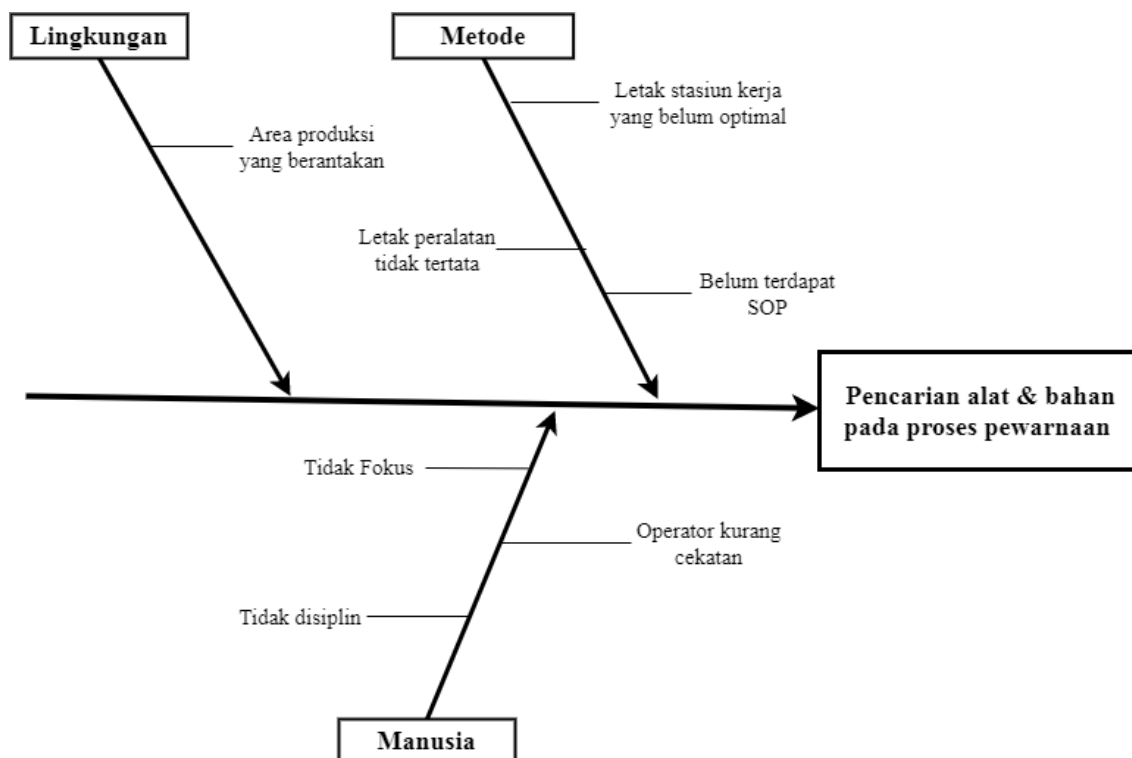 Lingkungan
Metode
Letak stasiun kerja
yang belum optimal
Area produksi
yang berantakan
Letak peralatan
tidak tertata
Belum terdapat
SOP
Pencarian alat & bahan
pada proses pewarnaan
Tidak Fokus
Operator kurang
cekatan
Tidak disiplin
Manusia